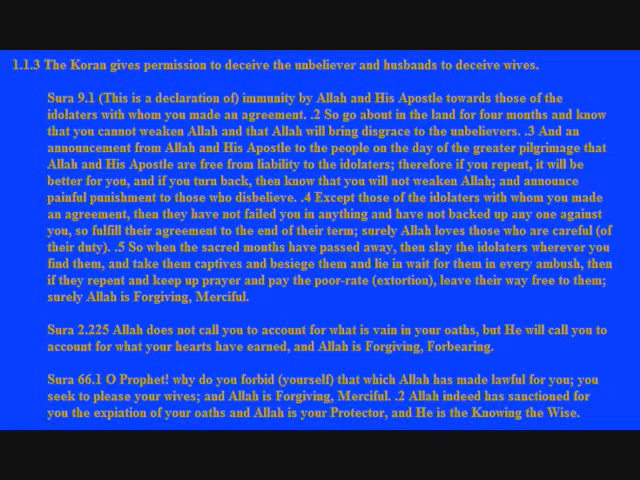 1.1.3 The Koran gives permission to deceive the unbeliever and husbands to deceive wives.
Sura 9.1 (This is a declaration of) immunity by Allah and His Apostle towards those of the
idolaters with whom you made an agreement. .2 So go about in the land for four months and know
that you cannot weaken Allah and that Allah will bring disgrace to the unbelievers. .3 And an
announcement from Allah and His Apostle to the people on the day of the greater pilgrimage that
Allah and His Apostle are free from liability to the idolaters; therefore if you repent, it will be
better for you, and if you turn back, then know that you will not weaken Allah; and announce
painful punishment to those who disbelieve. .4 Except those of the idolaters with whom you made
an agreement, then they have not failed you in anything and have not backed up any one against
you, so fulfill their agreement to the end of their term; surely Allah loves those who are careful (of
their duty). .5 So when the sacred months have passed away, then slay the idolaters wherever you
find them, and take them captives and besiege them and lie in wait for them in every ambush, then
if they repent and keep up prayer and pay the poor-rate (extortion), leave their way free to them;
surely Allah is Forgiving, Merciful.
Sura 2.225 Allah does not call you to account for what is vain in your oaths, but He will call you to
account for what your hearts have earned, and Allah is Forgiving, Forbearing.
Sura 66.1 O Prophet! why do you forbid (yourself) that which Allah has made lawful for you; you
seek to please your wives; and Allah is Forgiving, Merciful. .2 Allah indeed has sanctioned for
you the expiation of your oaths and Allah is your Protector, and He is the Knowing the Wise.